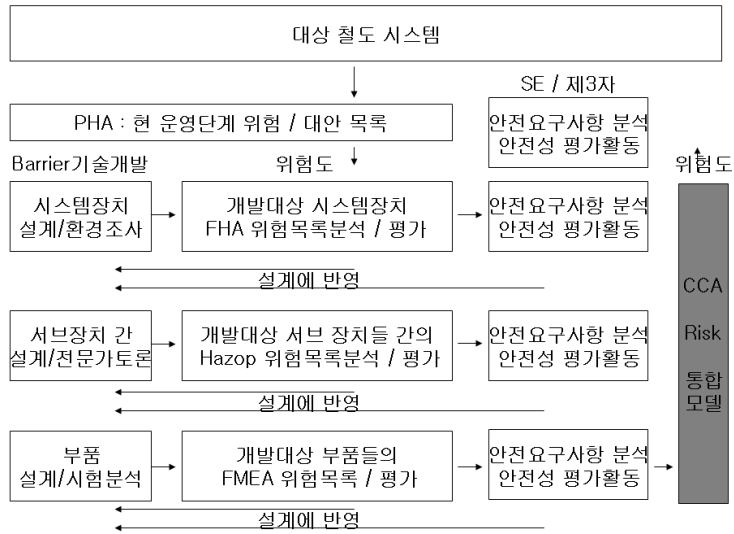 대상 철도 시스템
SE / 제3자
PHA : 현 운영단계 위험 / 대안 목록
안전요구사항 분석
안전성 평가활동
Barrier기술개발
위험도
위험도
시스템장치
설계/환경조사
개발대상 시스템장치
FHA 위험목록분석 / 평가
안전요구사항 분석
안전성 평가활동
설계에 반영
서브장치 간
설계/전문가토론
개발대상 서브 장치들 간의
Hazop 위험목록분석 / 평가
안전요구사항 분석
안전성 평가활동
설계에 반영
부품
설계/시험분석
개발대상 부품들의
FMEA 위험목록 / 평가
안전요구사항 분석
안전성 평가활동
설계에 반영
CCA
Risk
통합
모델